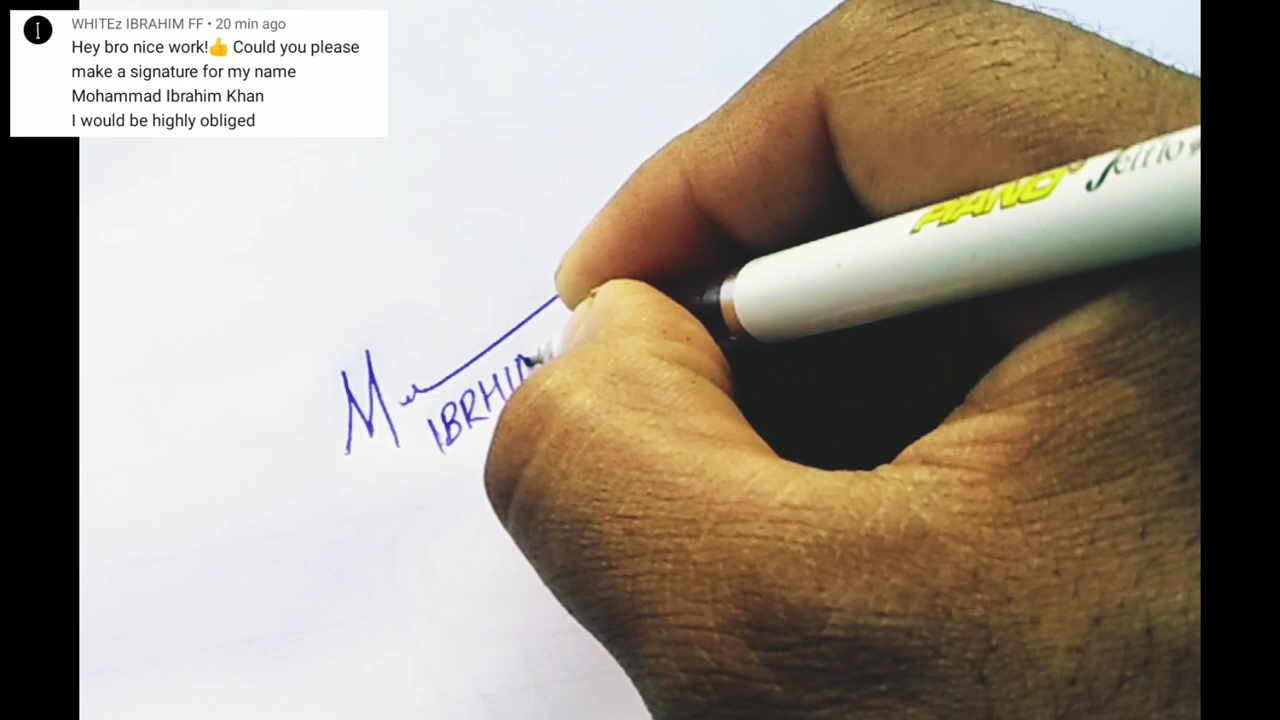 WHITEz IBRAHIM FF • 20 min ago
Hey bro nice work!👍 Could you please
make a signature for my name
Mohammad Ibrahim Khan
I would be highly obliged
PIANO